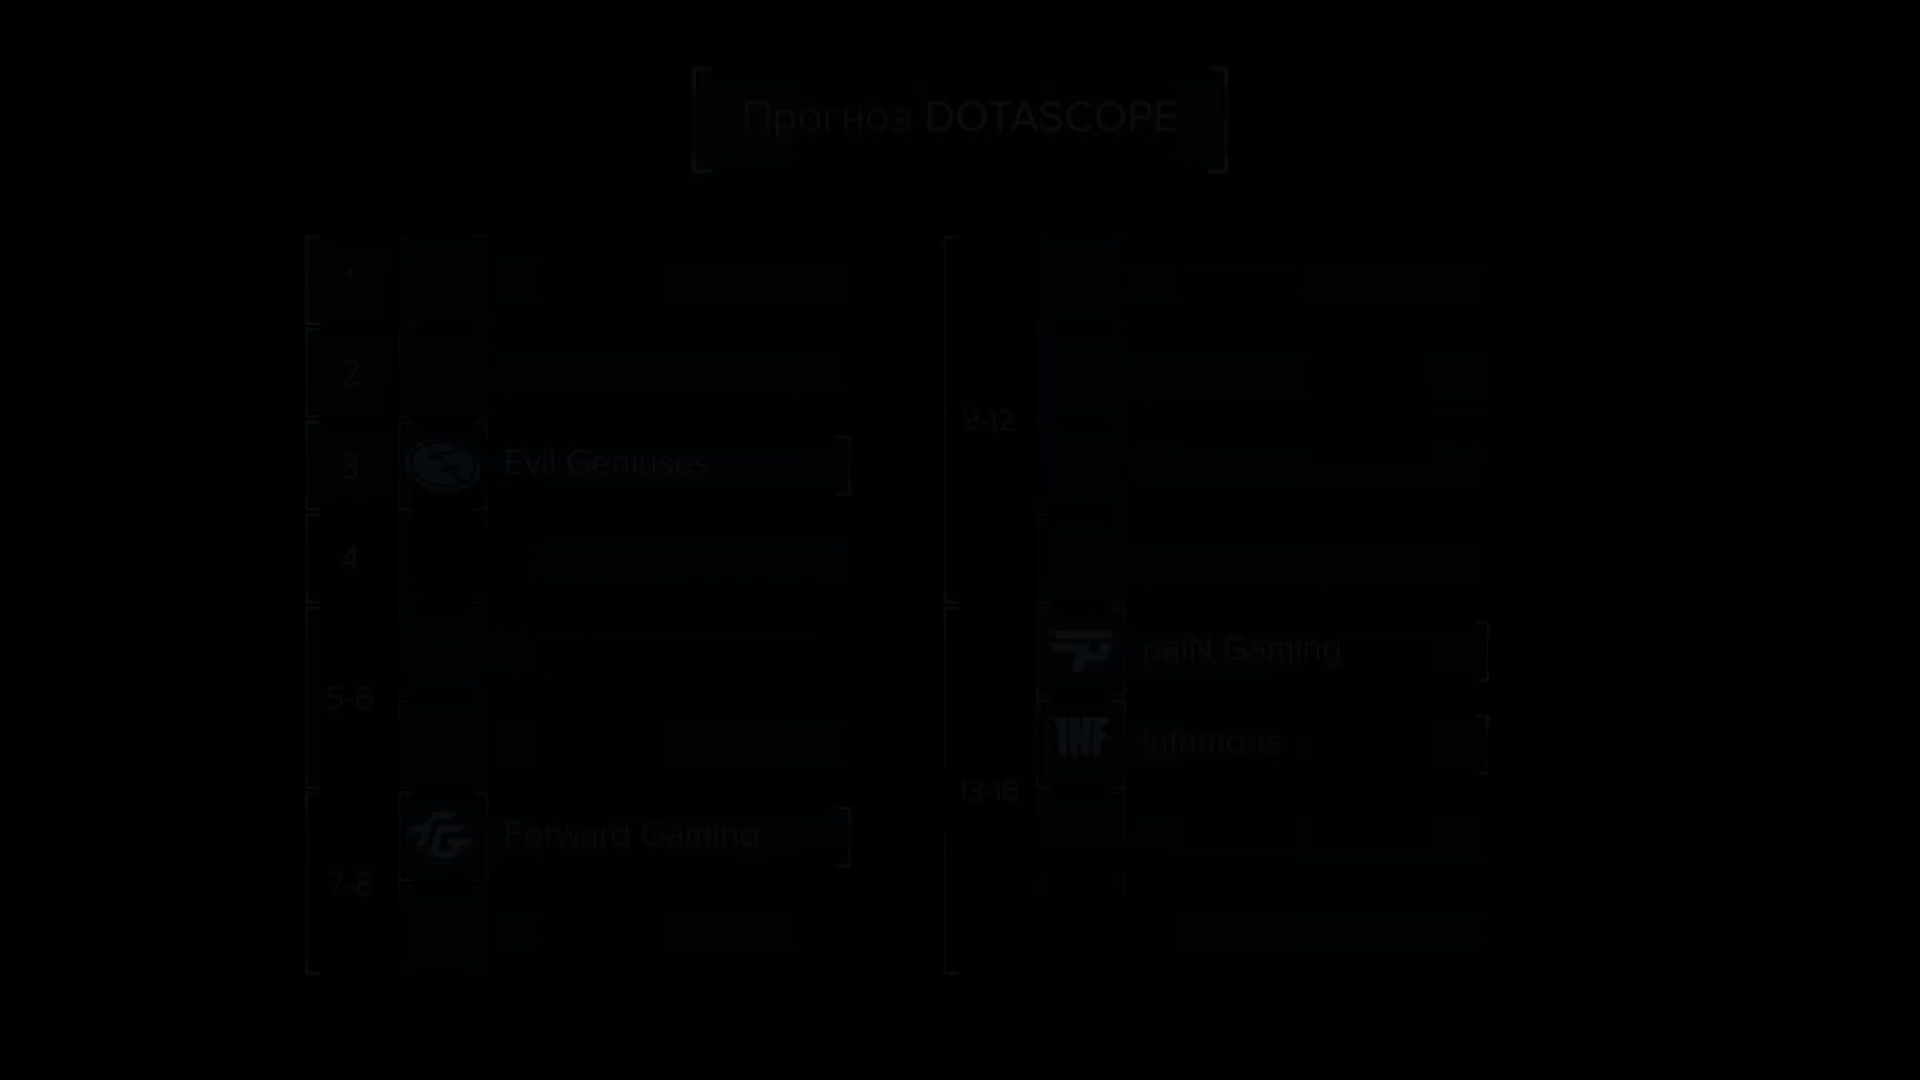 Прогноз DOTASCOPE
1
2
3 Evil Geniuses
4
5-6
7-8 Forward Gaming
9-12
13-16
paiN Gaming
INF Infamous